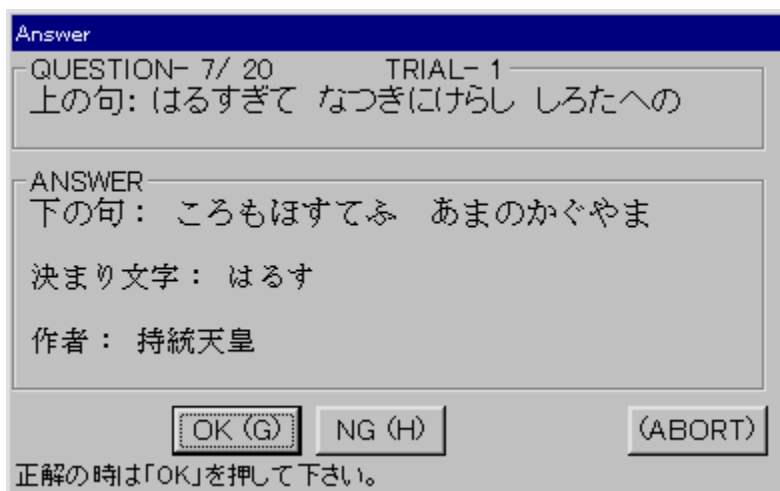 Answer
QUESTION- 7/ 20 TRIAL- 1
上の句: はるすぎて なつきにけらし しろたへの
ANSWER
下の句： ころもほすてふ あまのかぐやま
決まり文字： はるす
作者： 持統天皇
OK (G) NG (H) (ABORT)
正解の時は「OK」を押して下さい。